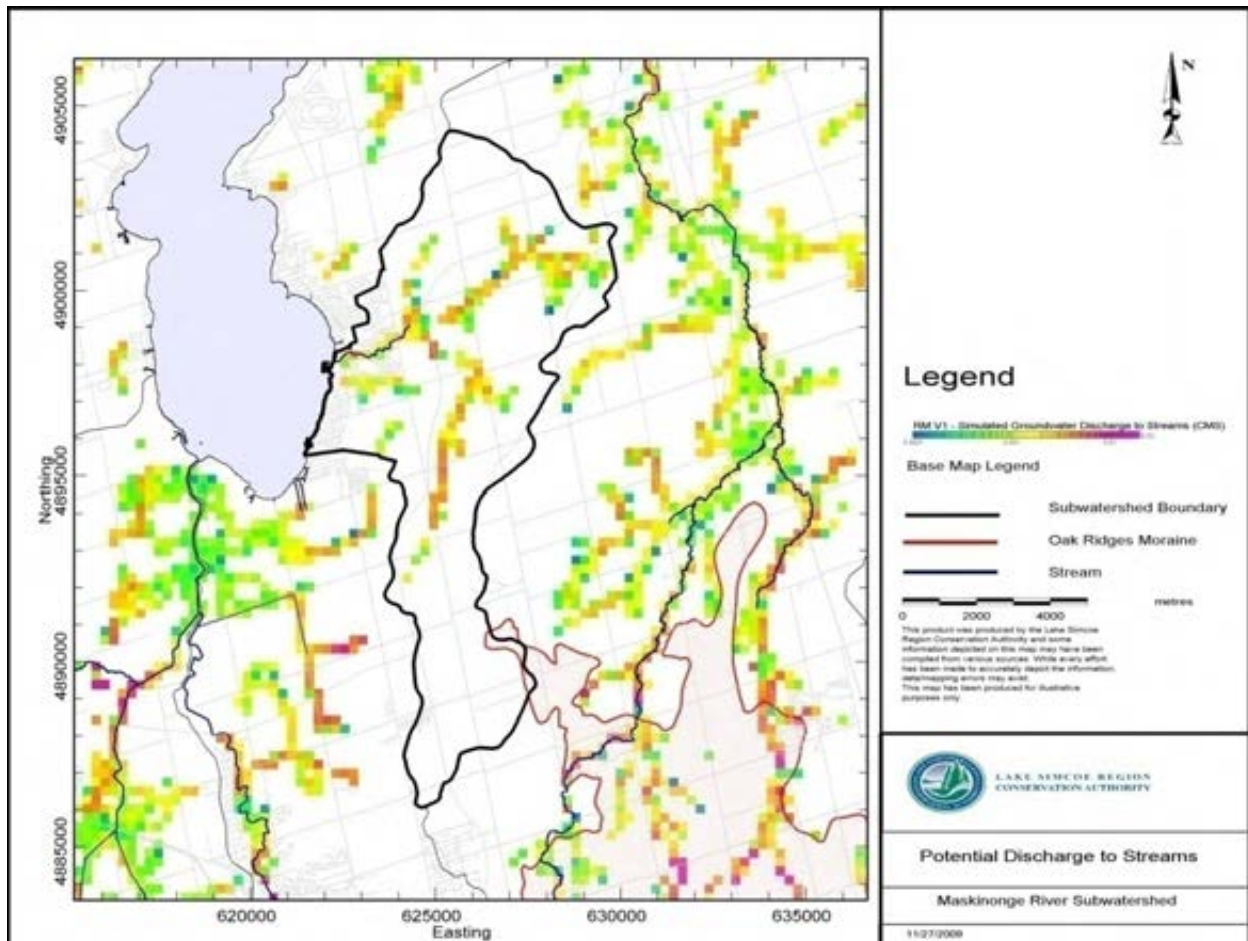 N
4905000
4900000
4895000
4890000
4885000
Northing
620000
625000
630000
635000
Easting
Legend
RM V1 - Simulated Groundwater Discharge to Streams (CMS)
Base Map Legend
Subwatershed Boundary
Oak Ridges Moraine
Stream
0 2000 4000 metres
This product was produced by the Lake Simcoe
Region Conservation Authority and some
information depicted on this map may have been
compiled from various sources. While every effort
has been made to accurately depict the information,
data/mapping errors may exist.
This map has been produced for illustrative
purposes only.
LAKE SIMCOE REGION
CONSERVATION AUTHORITY
Potential Discharge to Streams
Maskinonge River Subwatershed
11/27/2009